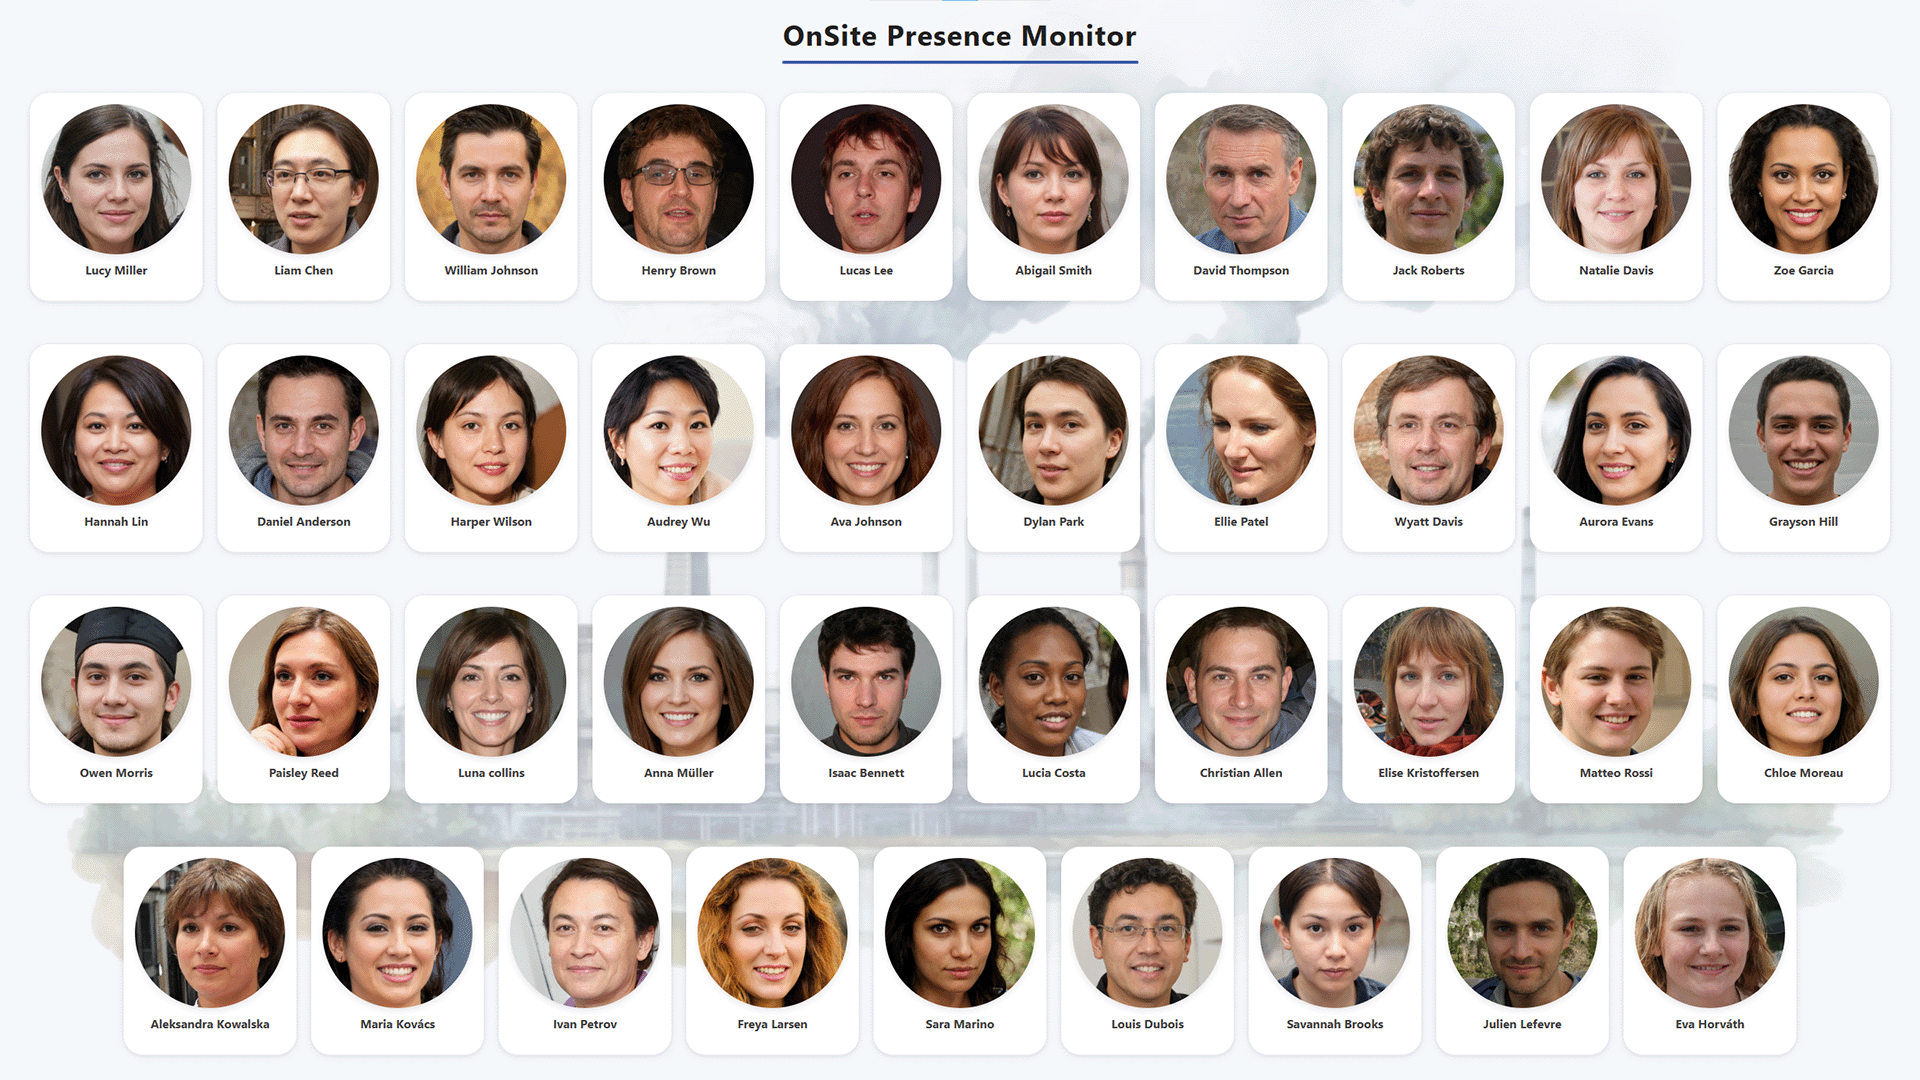 OnSite Presence Monitor
Lucy Miller
Liam Chen
William Johnson
Henry Brown
Lucas Lee
Abigail Smith
David Thompson
Jack Roberts
Natalie Davis
Zoe Garcia
Hannah Lin
Daniel Anderson
Harper Wilson
Audrey Wu
Ava Johnson
Dylan Park
Ellie Patel
Wyatt Davis
Aurora Evans
Grayson Hill
Owen Morris
Paisley Reed
Luna collins
Anna Müller
Isaac Bennett
Lucia Costa
Christian Allen
Elise Kristoffersen
Matteo Rossi
Chloe Moreau
Aleksandra Kowalska
Maria Kovács
Ivan Petrov
Freya Larsen
Sara Marino
Louis Dubois
Savannah Brooks
Julien Lefevre
Eva Horváth